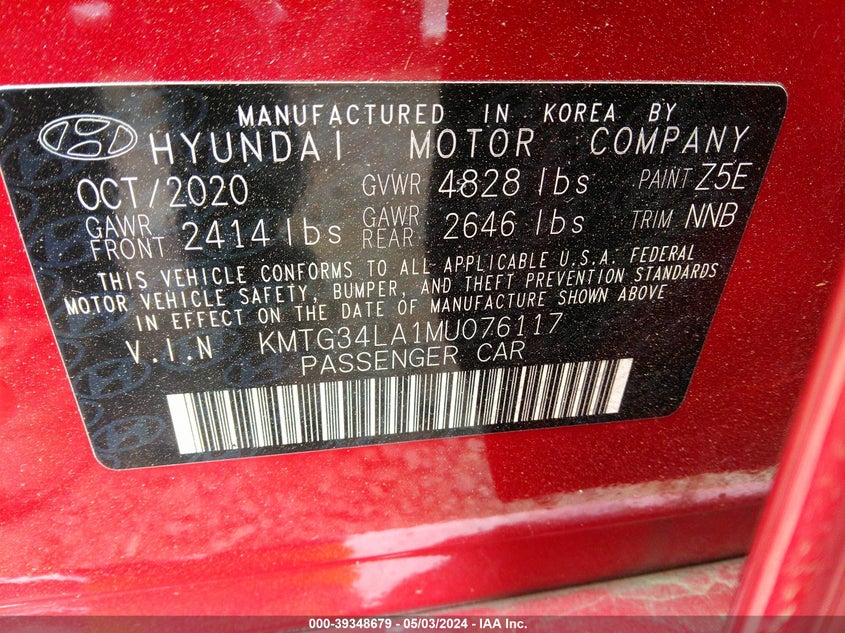 MANUFACTURED IN KOREA BY
HYUNDAI MOTOR COMPANY
OCT/2020 GVWR 4828 lbs PAINT Z5E
GAWR FRONT 2414 lbs GAWR REAR 2646 lbs TRIM NNB
THIS VEHICLE CONFORMS TO ALL APPLICABLE U.S.A. FEDERAL
MOTOR VEHICLE SAFETY, BUMPER, AND THEFT PREVENTION STANDARDS
IN EFFECT ON THE DATE OF MANUFACTURE SHOWN ABOVE
V.I.N KMTG34LA1MU076117
PASSENGER CAR
000-39348679 - 05/03/2024 - IAA Inc.